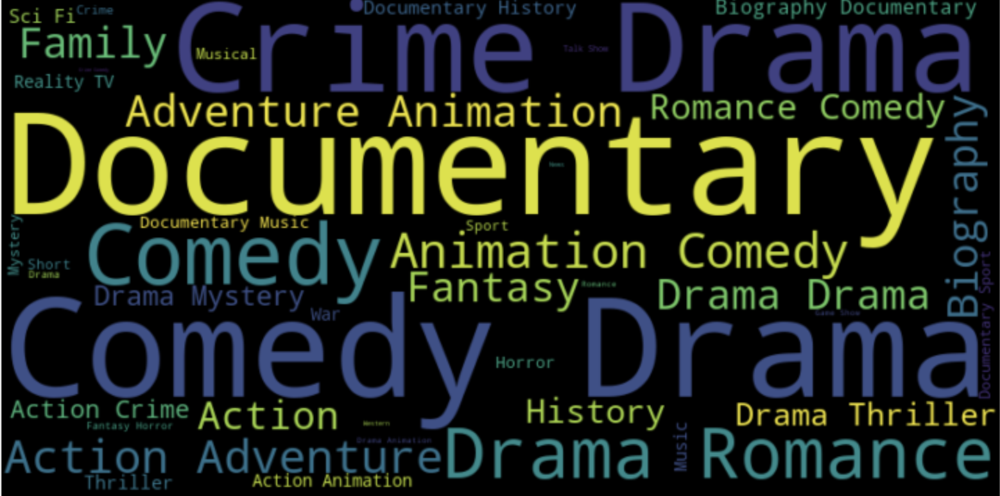 Sci Fi
Crime
Documentary History
Biography Documentary
Family
Crime Drama
Musical
Talk Show
Reality TV
Adventure Animation
Romance Comedy
Biography
Documentary
News
Documentary Music
Sport
Mystery
Comedy
Animation Comedy
Short
Drama
Fantasy
Romance
Drama Drama
Documentary Sport
Drama Mystery
War
Game Show
Comedy Drama
Horror
Action Crime
Action
History
Drama Thriller
Fantasy Horror
Western
Music
Drama Animation
Action Adventure
Drama Romance
Thriller
Action Animation